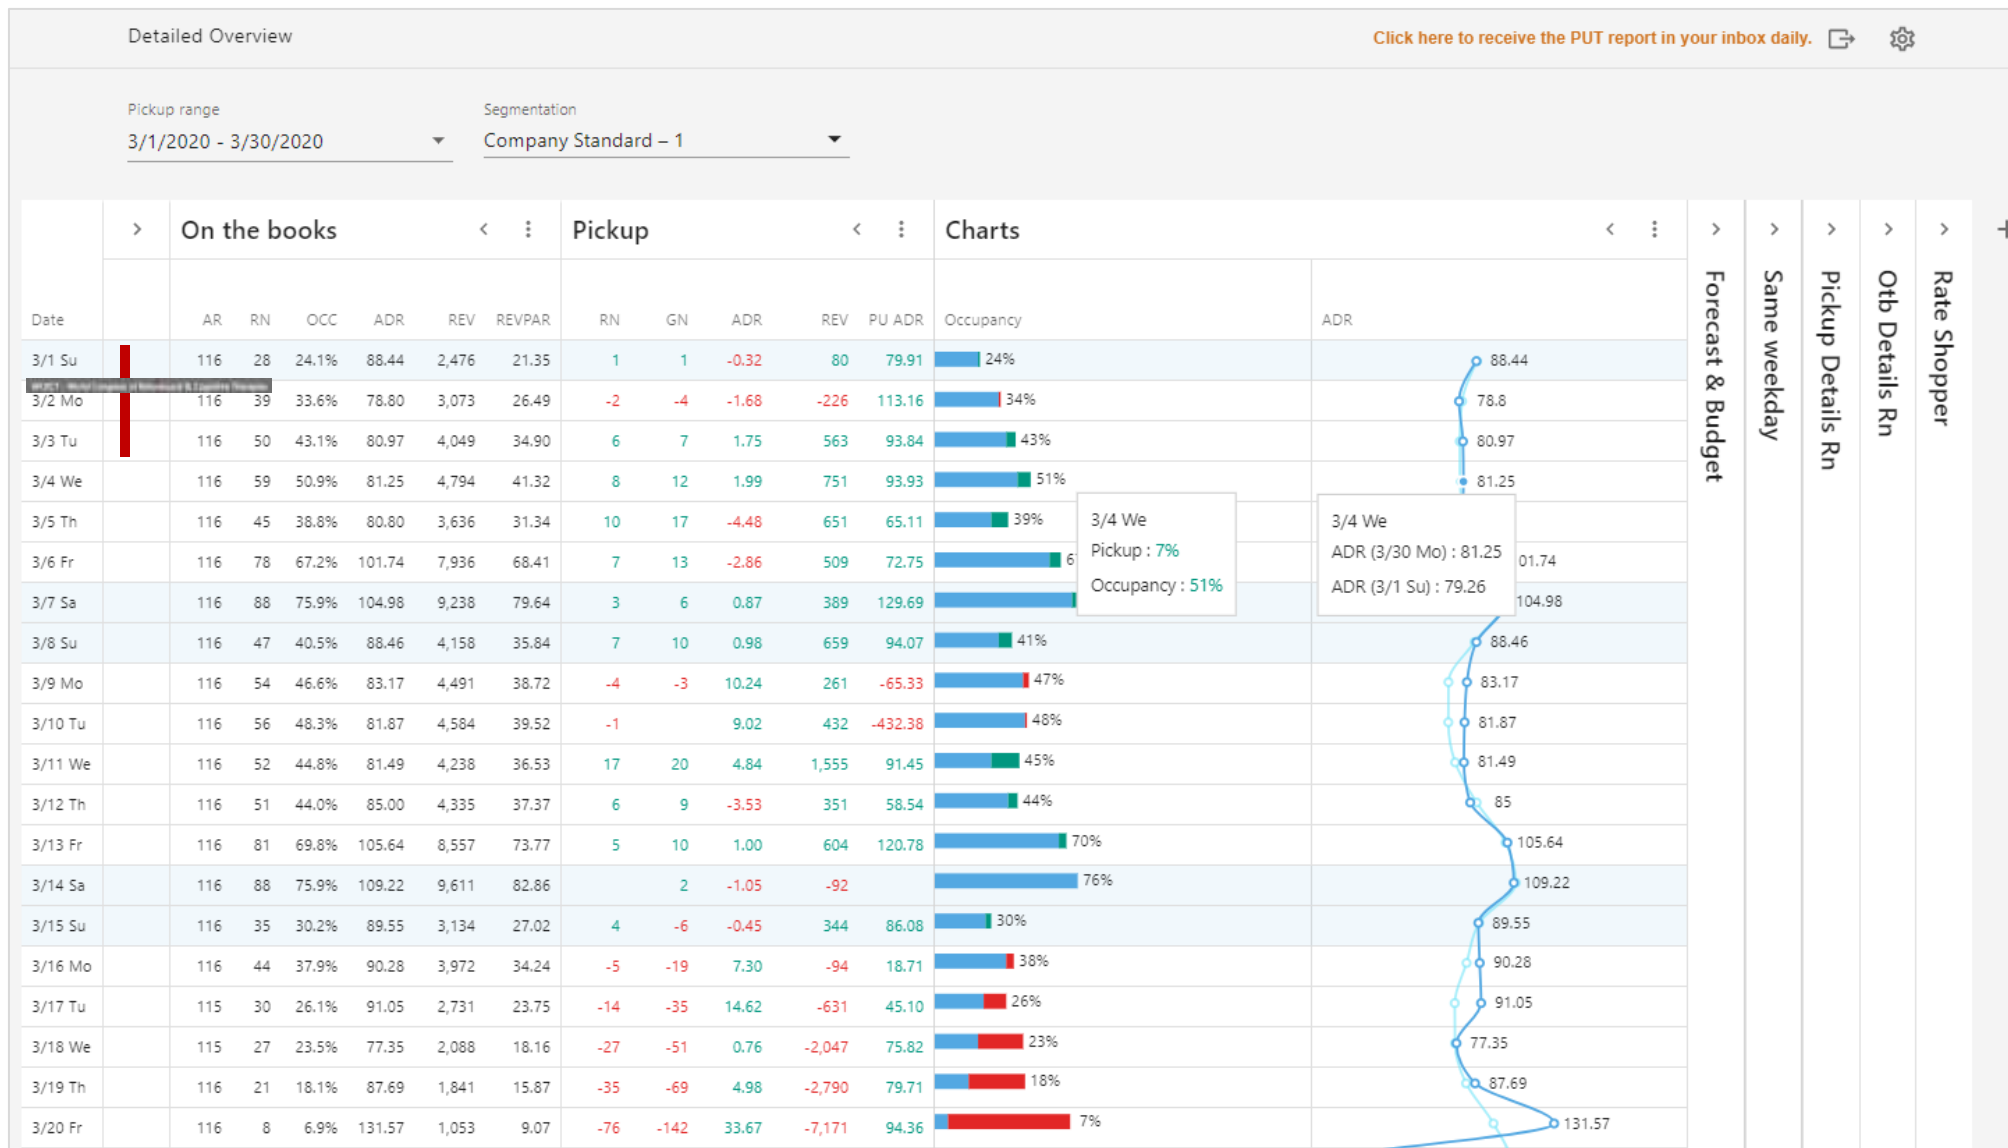 Detailed Overview
Click here to receive the PUT report in your inbox daily.
Pickup range
Segmentation
3/1/2020 - 3/30/2020
Company Standard – 1
On the books
Pickup
Charts
Date AR RN OCC ADR REV REVPAR RN GN ADR REV PU ADR Occupancy ADR
3/1 Su 116 28 24.1% 88.44 2,476 21.35 1 1 -0.32 80 79.91 24% 88.44
3/2 Mo 116 39 33.6% 78.80 3,073 26.49 -2 -4 -1.68 -226 113.16 34% 78.8
3/3 Tu 116 50 43.1% 80.97 4,049 34.90 6 7 1.75 563 93.84 43% 80.97
3/4 We 116 59 50.9% 81.25 4,794 41.32 8 12 1.99 751 93.93 51% 81.25
3/5 Th 116 45 38.8% 80.80 3,636 31.34 10 17 -4.48 651 65.11 39%
3/6 Fr 116 78 67.2% 101.74 7,936 68.41 7 13 -2.86 509 72.75 6 01.74
3/7 Sa 116 88 75.9% 104.98 9,238 79.64 3 6 0.87 389 129.69 104.98
3/8 Su 116 47 40.5% 88.46 4,158 35.84 7 10 0.98 659 94.07 41% 88.46
3/9 Mo 116 54 46.6% 83.17 4,491 38.72 -4 -3 10.24 261 -65.33 47% 83.17
3/10 Tu 116 56 48.3% 81.87 4,584 39.52 -1 9.02 432 -432.38 48% 81.87
3/11 We 116 52 44.8% 81.49 4,238 36.53 17 20 4.84 1,555 91.45 45% 81.49
3/12 Th 116 51 44.0% 85.00 4,335 37.37 6 9 -3.53 351 58.54 44% 85
3/13 Fr 116 81 69.8% 105.64 8,557 73.77 5 10 1.00 604 120.78 70% 105.64
3/14 Sa 116 88 75.9% 109.22 9,611 82.86 2 -1.05 -92 76% 109.22
3/15 Su 116 35 30.2% 89.55 3,134 27.02 4 -6 -0.45 344 86.08 30% 89.55
3/16 Mo 116 44 37.9% 90.28 3,972 34.24 -5 -19 7.30 -94 18.71 38% 90.28
3/17 Tu 115 30 26.1% 91.05 2,731 23.75 -14 -35 14.62 -631 45.10 26% 91.05
3/18 We 115 27 23.5% 77.35 2,088 18.16 -27 -51 0.76 -2,047 75.82 23% 77.35
3/19 Th 116 21 18.1% 87.69 1,841 15.87 -35 -69 4.98 -2,790 79.71 18% 87.69
3/20 Fr 116 8 6.9% 131.57 1,053 9.07 -76 -142 33.67 -7,171 94.36 7% 131.57
3/4 We
Pickup : 7%
Occupancy : 51%
3/4 We
ADR (3/30 Mo) : 81.25
ADR (3/1 Su) : 79.26
Forecast & Budget
Same weekday
Pickup Details Rn
Otb Details Rn
Rate Shopper